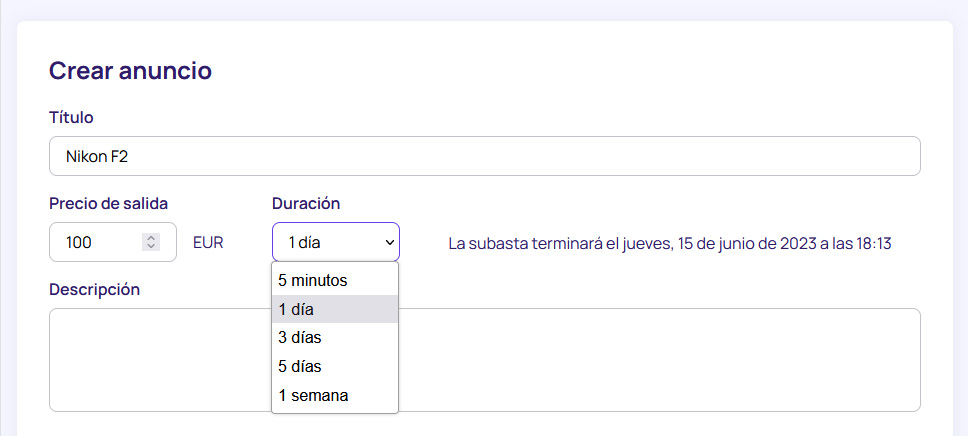 Crear anuncio
Título
Nikon F2
Precio de salida
Duración
100
EUR
1 día
La subasta terminará el jueves, 15 de junio de 2023 a las 18:13
5 minutos
1 día
3 días
5 días
1 semana
Descripción